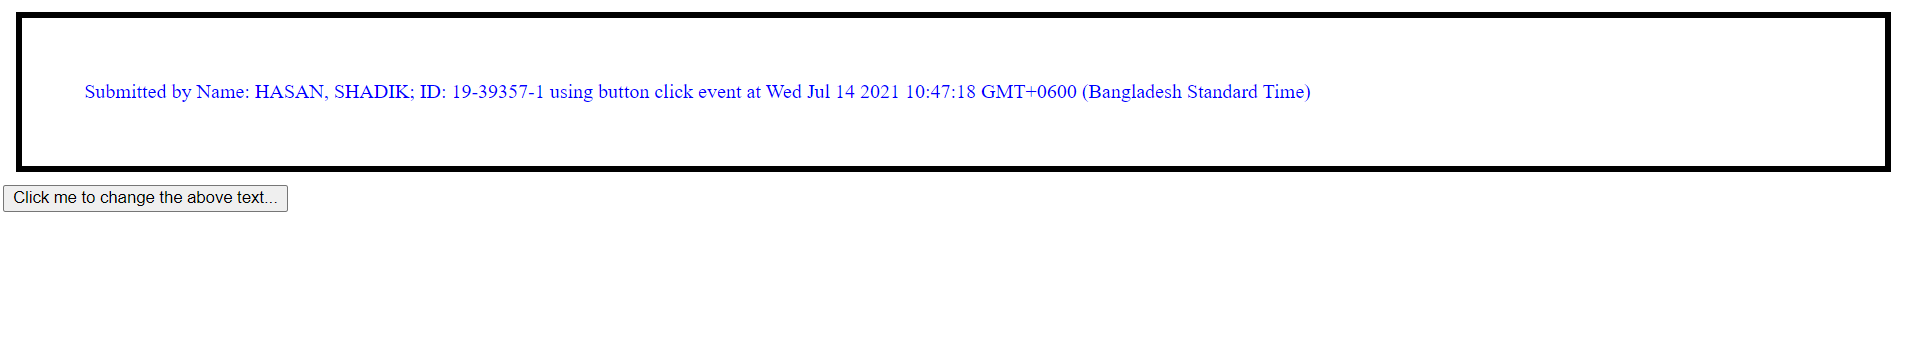 Submitted by Name: HASAN, SHADIK; ID: 19-39357-1 using button click event at Wed Jul 14 2021 10:47:18 GMT+0600 (Bangladesh Standard Time)
Click me to change the above text...